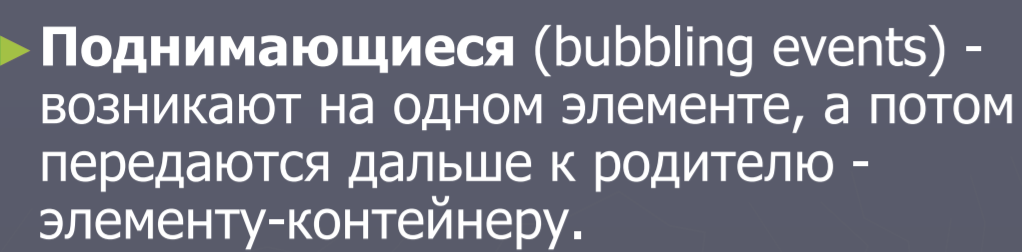 Поднимающиеся (bubbling events) -
возникают на одном элементе, а потом
передаются дальше к родителю -
элементу-контейнеру.